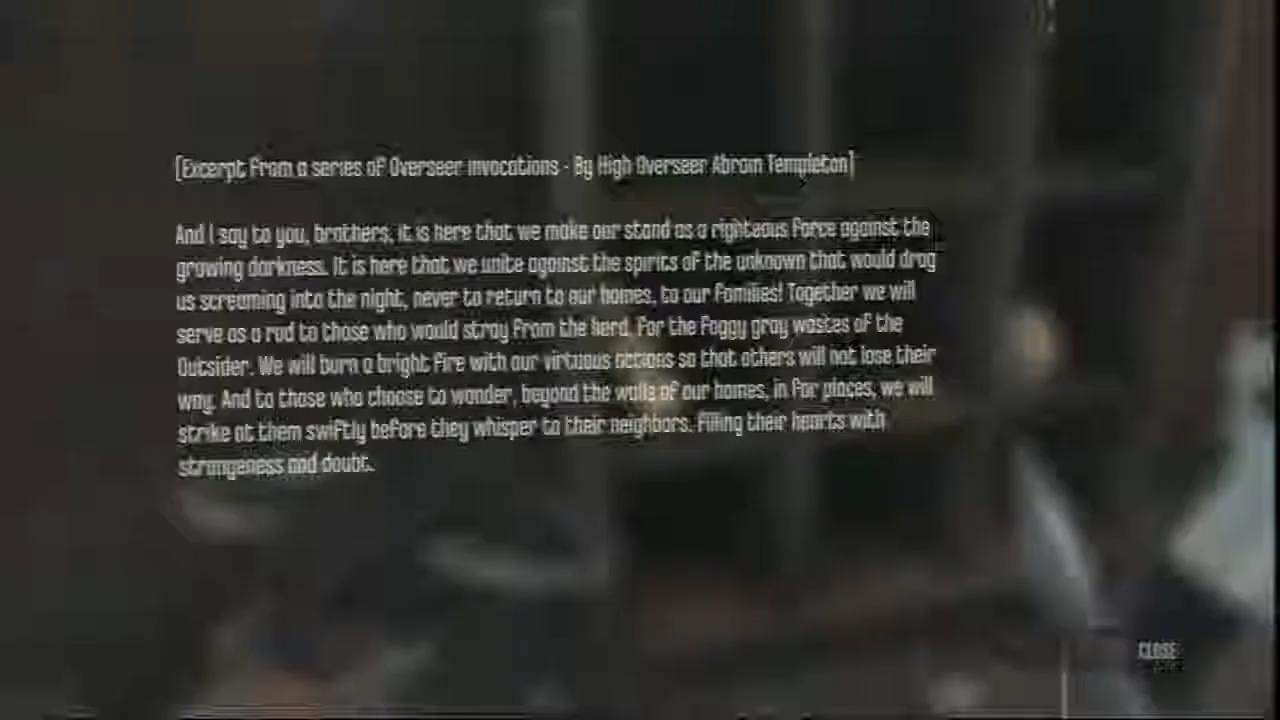 [Excerpt from a series of Overseer invocations - By High Overseer Abram Templeton]
And I say to you, brothers, it is here that we make our stand as a righteous force against the
growing darkness. It is here that we unite against the spirits of the unknown that would drag
us screaming into the night, never to return to our homes, to our families! Together we will
serve as a rod to those who would stray from the herd. For the foggy gray wastes of the
Outsider. We will burn a bright fire with our virtuous actions so that others will not lose their
way. And to those who choose to wander, beyond the walls of our homes, in far places, we will
strike at them swiftly before they whisper to their neighbors. Filling their hearts with
strangeness and doubt.
CLOSE